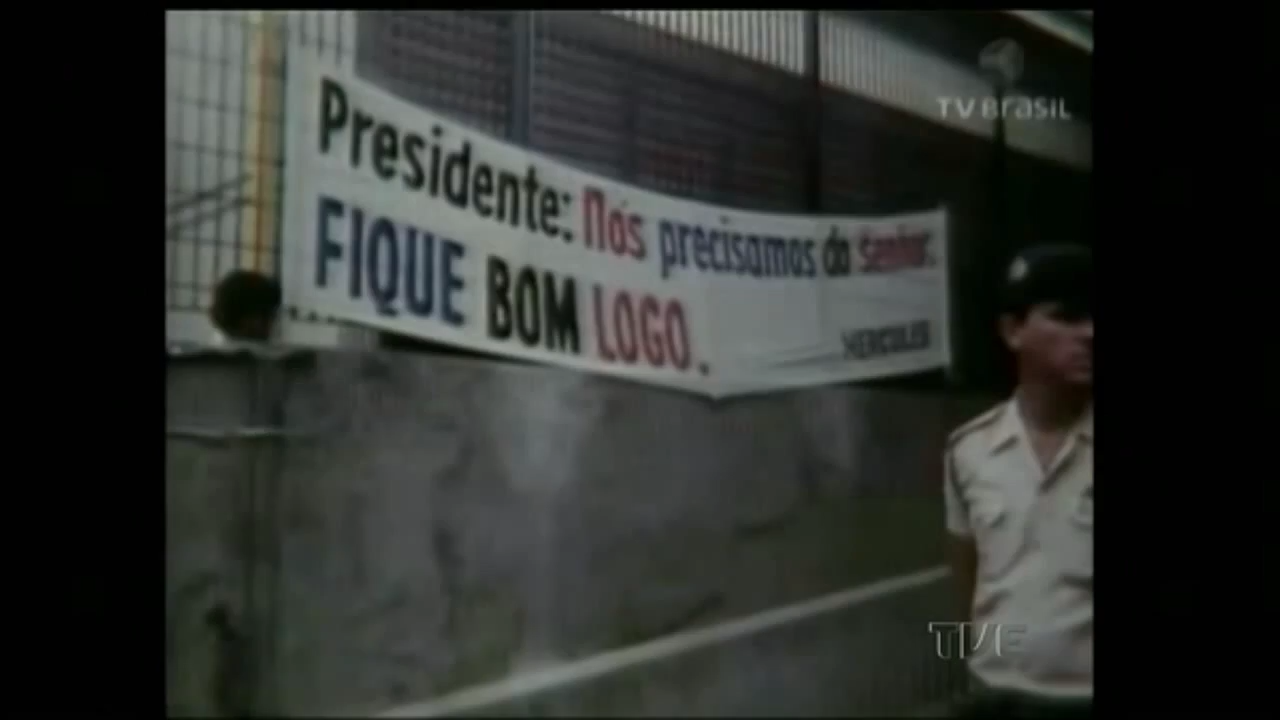 TV Brasil
Presidente: Nós precisamos do senhor.
FIQUE BOM LOGO.
HERCULES
TVE